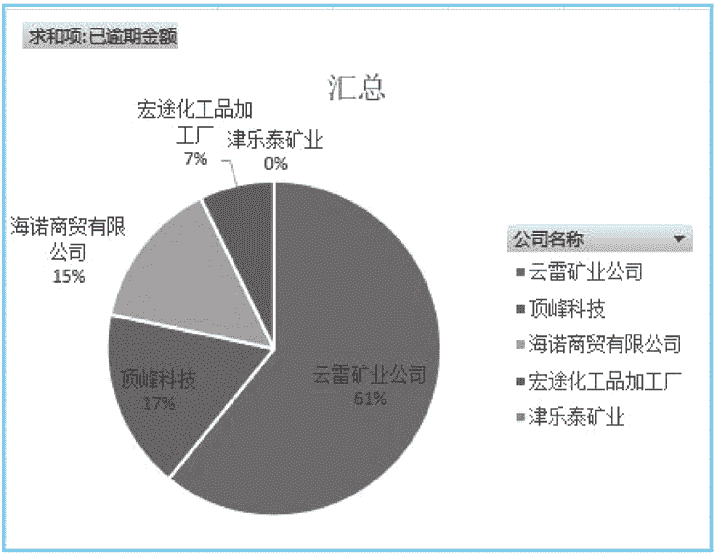 求和项:已逾期金额
汇总
宏途化工品加
工厂
7%
津乐泰矿业
0%
海诺商贸有限
公司
15%
顶峰科技
17%
云雷矿业公司
61%
公司名称
云雷矿业公司
顶峰科技
海诺商贸有限公司
宏途化工品加工厂
津乐泰矿业